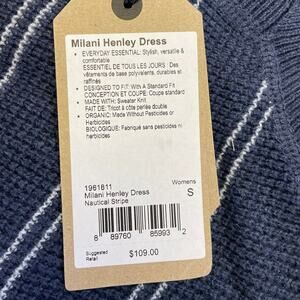 Milani Henley Dress
• EVERYDAY ESSENTIAL: Stylish, versatile &
comfortable
ESSENTIEL DE TOUS LES JOURS : Des
vêtements de base polyvalents, durables et
raffinés
• DESIGNED TO FIT: With A Standard Fit
CONCEPTION ET COUPE: Coupe standard
• MADE WITH: Sweater Knit
FAIT DE: Tricot à côte perlée double
• ORGANIC: Made Without Pesticides or
Herbicides
BIOLOGIQUE: Fabriqué sans pesticides ni
herbicides
1961811
Milani Henley Dress
Nautical Stripe
Womens
S
8 89760 85993 2
Suggested
Retail
$109.00